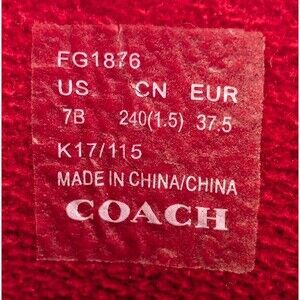 FG1876
US CN EUR
7B 240(1.5) 37.5
K17/115
MADE IN CHINA/CHINA
COACH